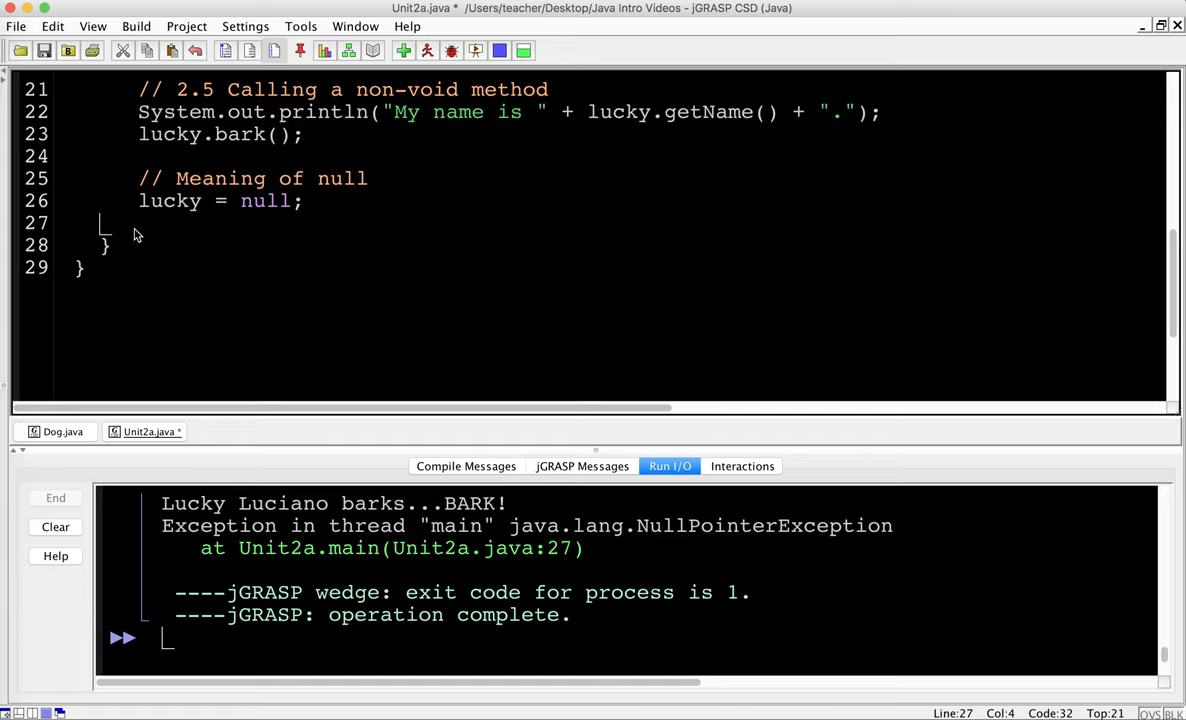 Unit2a.java * /Users/teacher/Desktop/Java Intro Videos - jGRASP CSD (Java)
File Edit View Build Project Settings Tools Window Help
21 // 2.5 Calling a non-void method
22 System.out.println("My name is " + lucky.getName() + ".");
23 lucky.bark();
24
25 // Meaning of null
26 lucky = null;
27
28 }
29 }
Dog.java Unit2a.java *
Compile Messages jGRASP Messages Run I/O Interactions
End
Clear
Help
Lucky Luciano barks...BARK!
Exception in thread "main" java.lang.NullPointerException
at Unit2a.main(Unit2a.java:27)
----jGRASP wedge: exit code for process is 1.
----jGRASP: operation complete.
Line:27 Col:4 Code:32 Top:21 OVS BLK